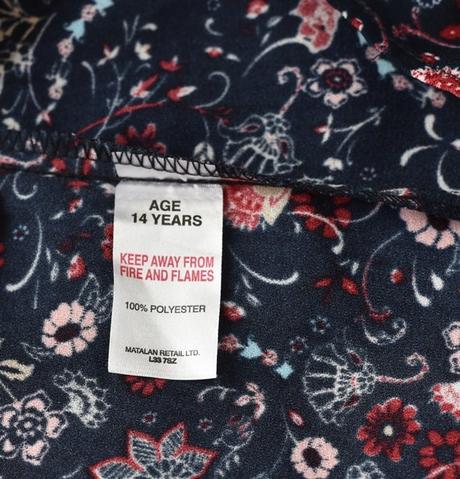 AGE
14 YEARS
KEEP AWAY FROM
FIRE AND FLAMES
100% POLYESTER
MATALAN RETAIL LTD.
L33 7SZ